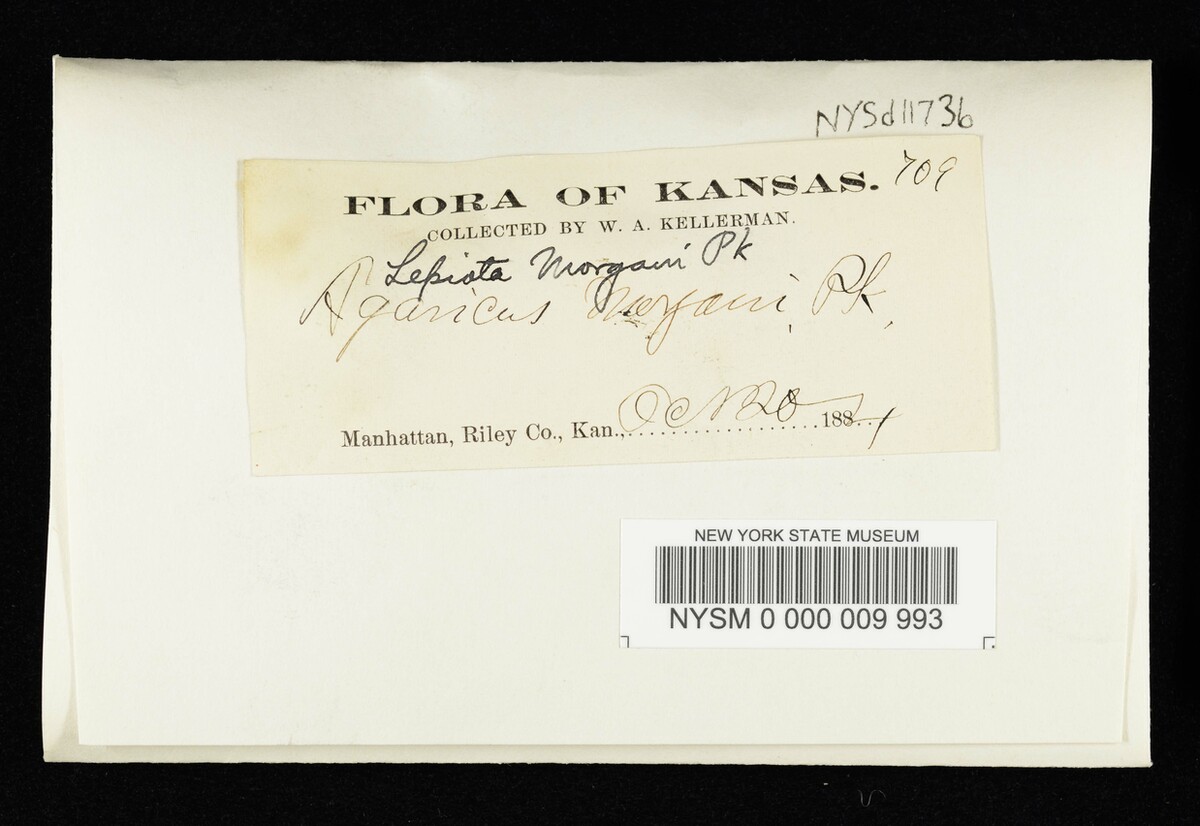 NYSd11736
FLORA OF KANSAS. 709
COLLECTED BY W. A. KELLERMAN.
Lepiota Morgani Pk
Agaricus Morgani, Pk,
Manhattan, Riley Co., Kan., Oct 20 188
NEW YORK STATE MUSEUM
NYSM 0 000 009 993